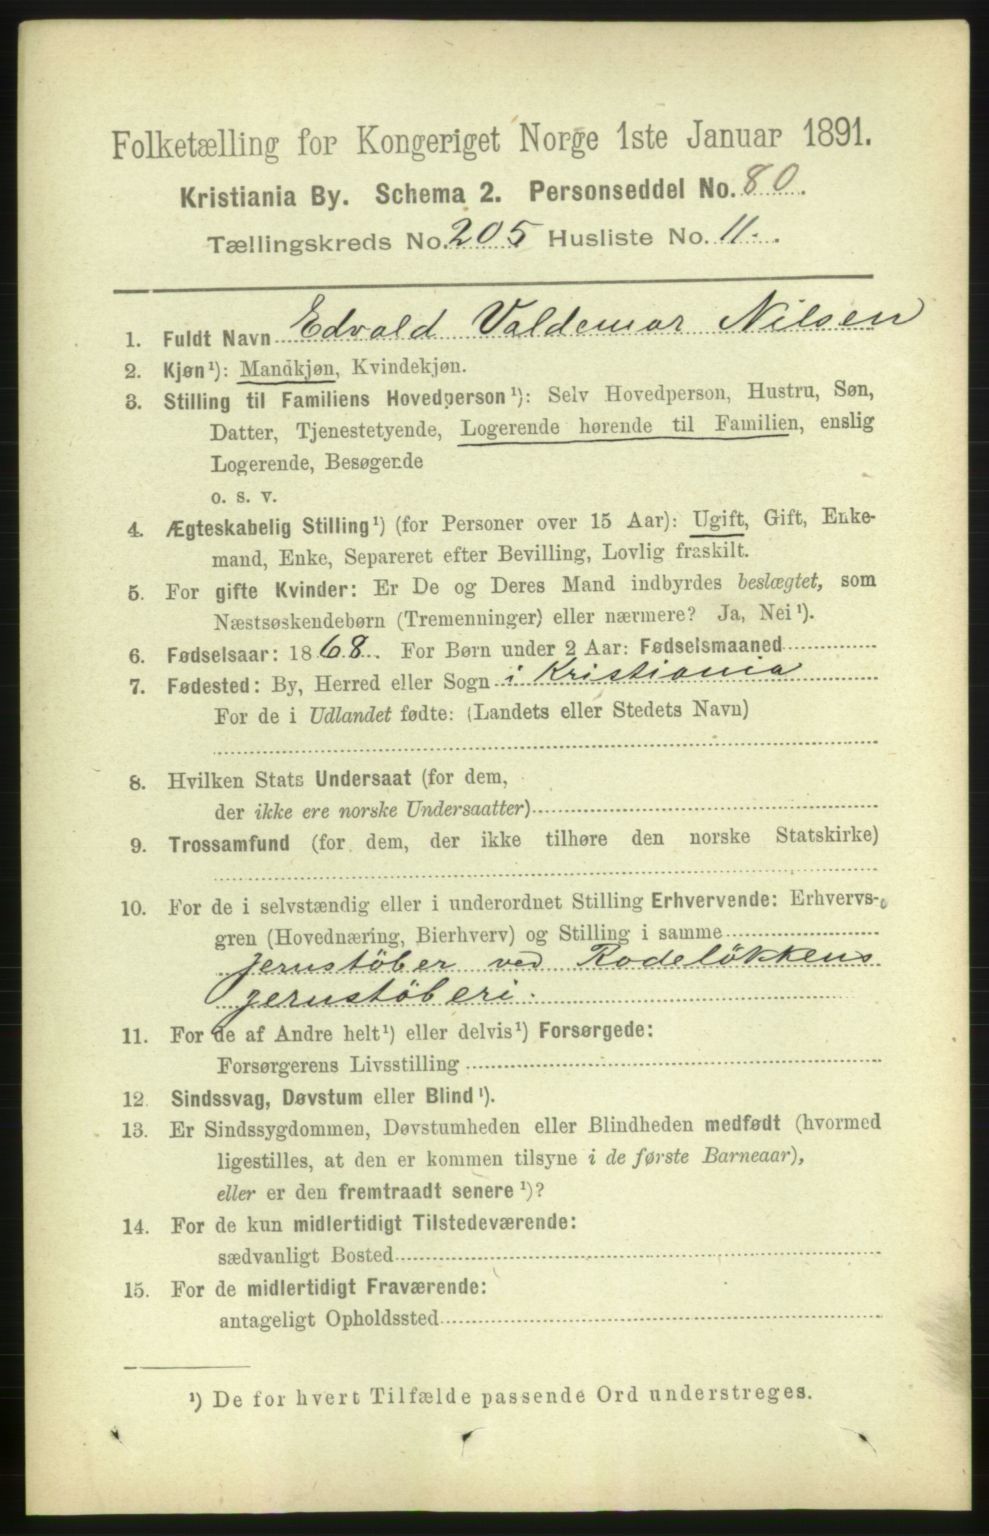 Folketælling for Kongeriget Norge 1ste Januar 1891.
Kristiania By. Schema 2. Personseddel No. 80.
Tællingskreds No. 205 Husliste No. 11.
1. Fuldt Navn Edvald Valdemar Nilsen
2. Kjøn¹): Mandkjøn, Kvindekjøn.
3. Stilling til Familiens Hovedperson¹): Selv Hovedperson, Hustru, Søn,
Datter, Tjenestetyende, Logerende hørende til Familien, enslig
Logerende, Besøgende
o. s. v.
4. Ægteskabelig Stilling¹) (for Personer over 15 Aar): Ugift, Gift, Enke-
mand, Enke, Separeret efter Bevilling, Lovlig fraskilt.
5. For gifte Kvinder: Er De og Deres Mand indbyrdes beslægtet, som
Næstsøskendebørn (Tremenninger) eller nærmere? Ja, Nei¹).
6. Fødselsaar: 1868. For Børn under 2 Aar: Fødselsmaaned
7. Fødested: By, Herred eller Sogn i Kristiania
For de i Udlandet fødte: (Landets eller Stedets Navn)
8. Hvilken Stats Undersaat (for dem,
der ikke ere norske Undersaatter)
9. Trossamfund (for dem, der ikke tilhøre den norske Statskirke)
10. For de i selvstændig eller i underordnet Stilling Erhvervende: Erhvervs-
gren (Hovednæring, Bierhverv) og Stilling i samme
jernstöber ved Rodeløkkens
jernstöberi.
11. For de af Andre helt¹) eller delvis¹) Forsørgede:
Forsørgerens Livsstilling
12. Sindssvag, Døvstum eller Blind¹).
13. Er Sindssygdommen, Døvstumheden eller Blindheden medfødt (hvormed
ligestilles, at den er kommen tilsyne i de første Barneaar),
eller er den fremtraadt senere¹)?
14. For de kun midlertidigt Tilstedeværende:
sædvanligt Bosted
15. For de midlertidigt Fraværende:
antageligt Opholdssted
¹) De for hvert Tilfælde passende Ord understreges.